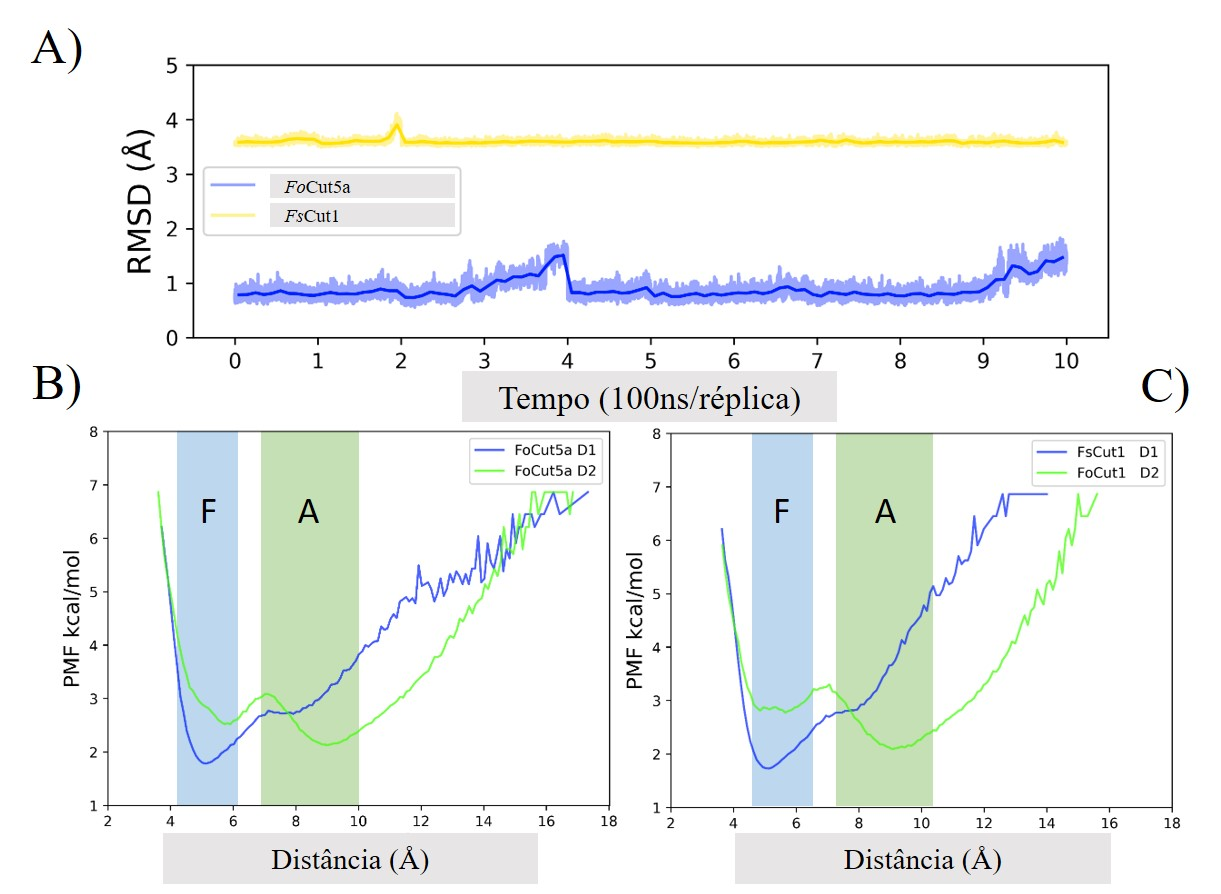 A)
5
4
3
2
1
0
RMSD (Å)
FoCut5a
FsCut1
0 1 2 3 4 5 6 7 8 9 10
Tempo (100ns/réplica)
B)
8
7
6
5
4
3
2
1
PMF kcal/mol
F A
FoCut5a D1
FoCut5a D2
2 4 6 8 10 12 14 16 18
Distância (Å)
C)
8
7
6
5
4
3
2
1
PMF kcal/mol
F A
FsCut1 D1
FoCut1 D2
2 4 6 8 10 12 14 16 18
Distância (Å)